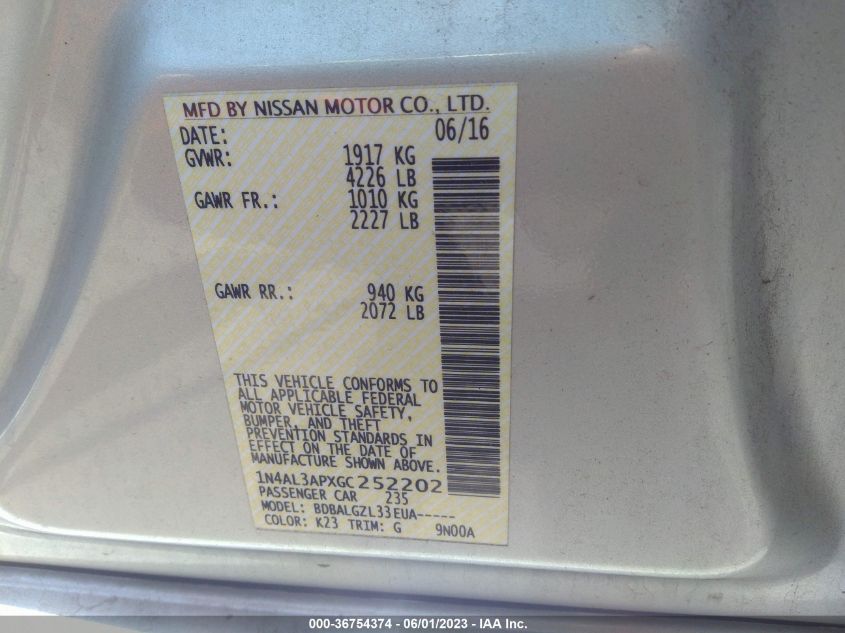 MFD BY NISSAN MOTOR CO., LTD.
DATE: 06/16
GVWR: 1917 KG
4226 LB
GAWR FR.: 1010 KG
2227 LB
GAWR RR.: 940 KG
2072 LB
THIS VEHICLE CONFORMS TO
ALL APPLICABLE FEDERAL
MOTOR VEHICLE SAFETY,
BUMPER, AND THEFT
PREVENTION STANDARDS IN
EFFECT ON THE DATE OF
MANUFACTURE SHOWN ABOVE.
1N4AL3APXGC252202
PASSENGER CAR 235
MODEL: BDBALGZL33EUA-----
COLOR: K23 TRIM: G 9N00A
000-36754374 - 06/01/2023 - IAA Inc.